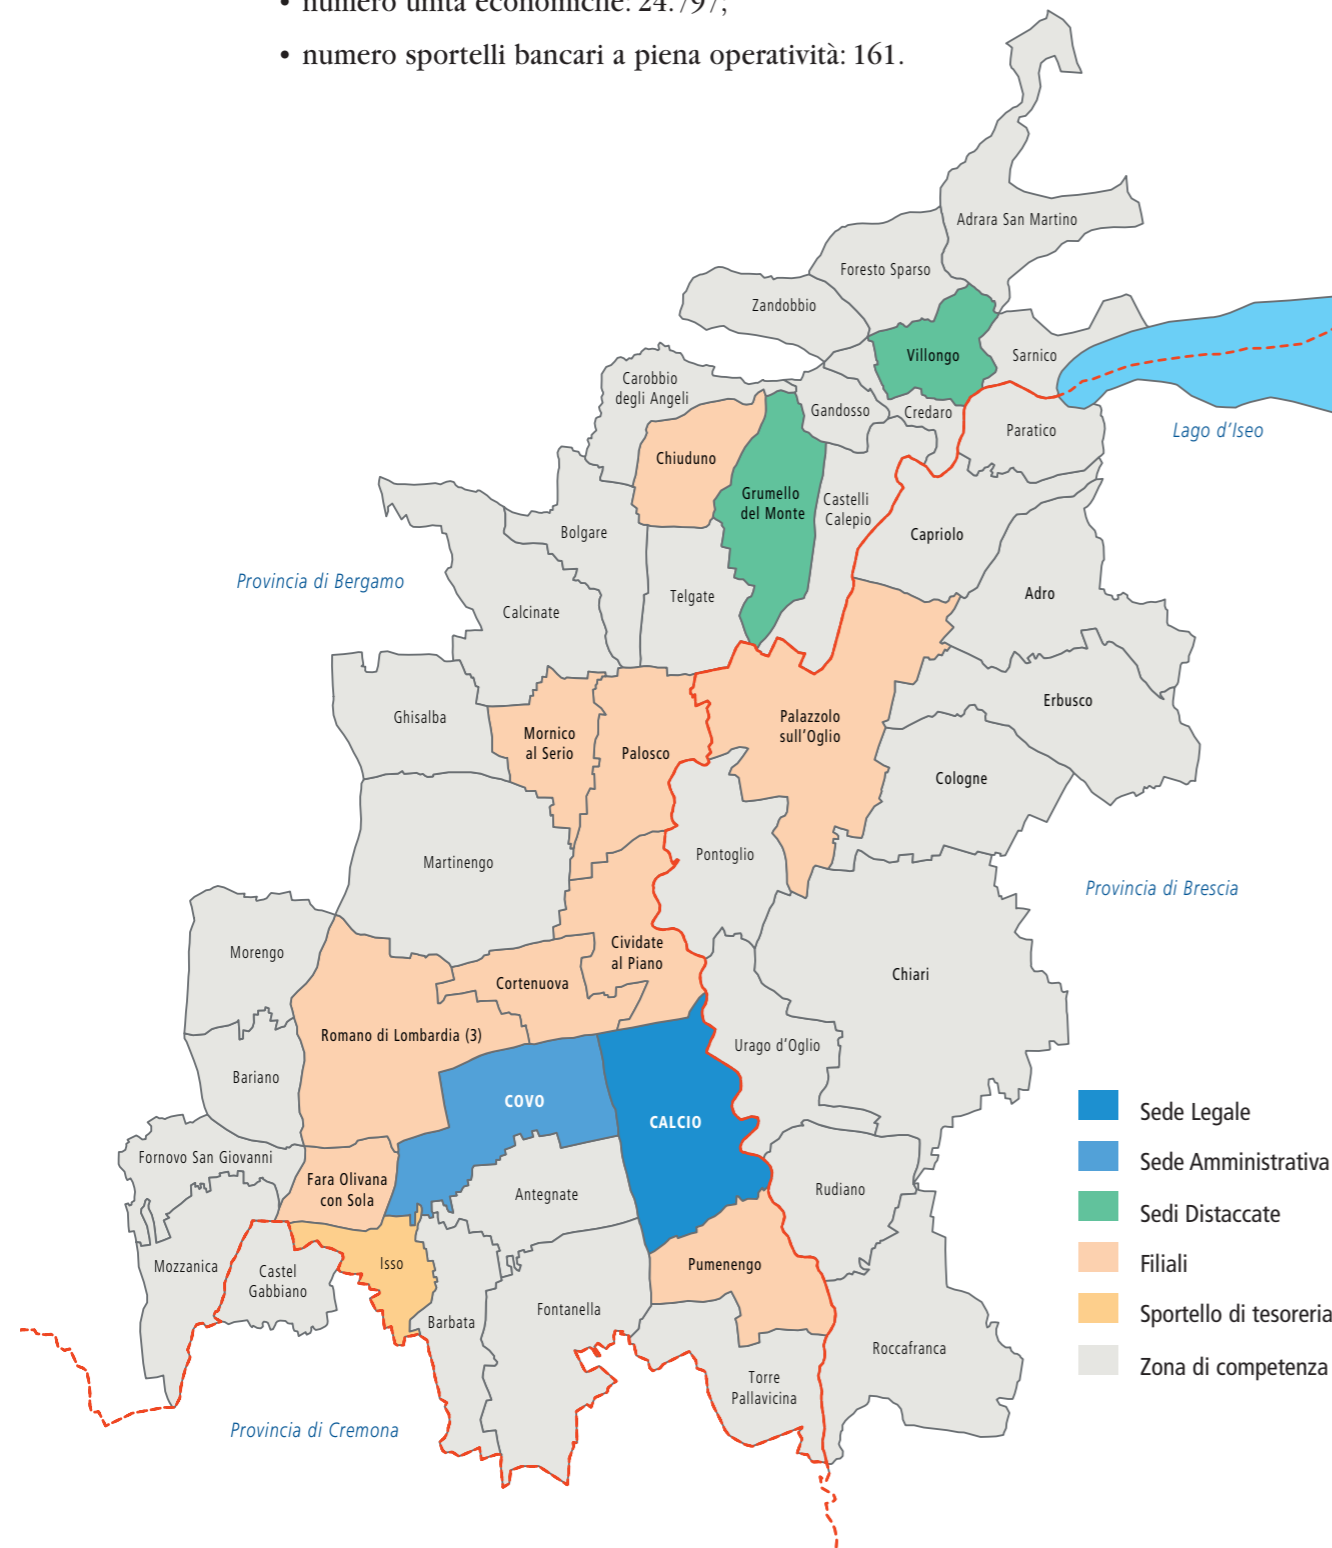 • numero unità economiche: 24.797;
• numero sportelli bancari a piena operatività: 161.
Adrara San Martino
Foresto Sparso
Zandobbio
Villongo
Sarnico
Carobbio
degli Angeli
Gandosso
Credaro
Paratico
Lago d'Iseo
Chiuduno
Grumello
del Monte
Castelli
Calepio
Capriolo
Bolgare
Provincia di Bergamo
Telgate
Adro
Calcinate
Erbusco
Ghisalba
Mornico
al Serio
Palosco
Palazzolo
sull'Oglio
Cologne
Martinengo
Pontoglio
Provincia di Brescia
Morengo
Cividate
al Piano
Cortenuova
Chiari
Romano di Lombardia (3)
Urago d'Oglio
Bariano
COVO
CALCIO
Sede Legale
Fornovo San Giovanni
Sede Amministrativa
Fara Olivana
con Sola
Antegnate
Rudiano
Sedi Distaccate
Mozzanica
Castel
Gabbiano
Isso
Pumenengo
Filiali
Barbata
Fontanella
Sportello di tesoreria
Roccafranca
Zona di competenza
Torre
Pallavicina
Provincia di Cremona